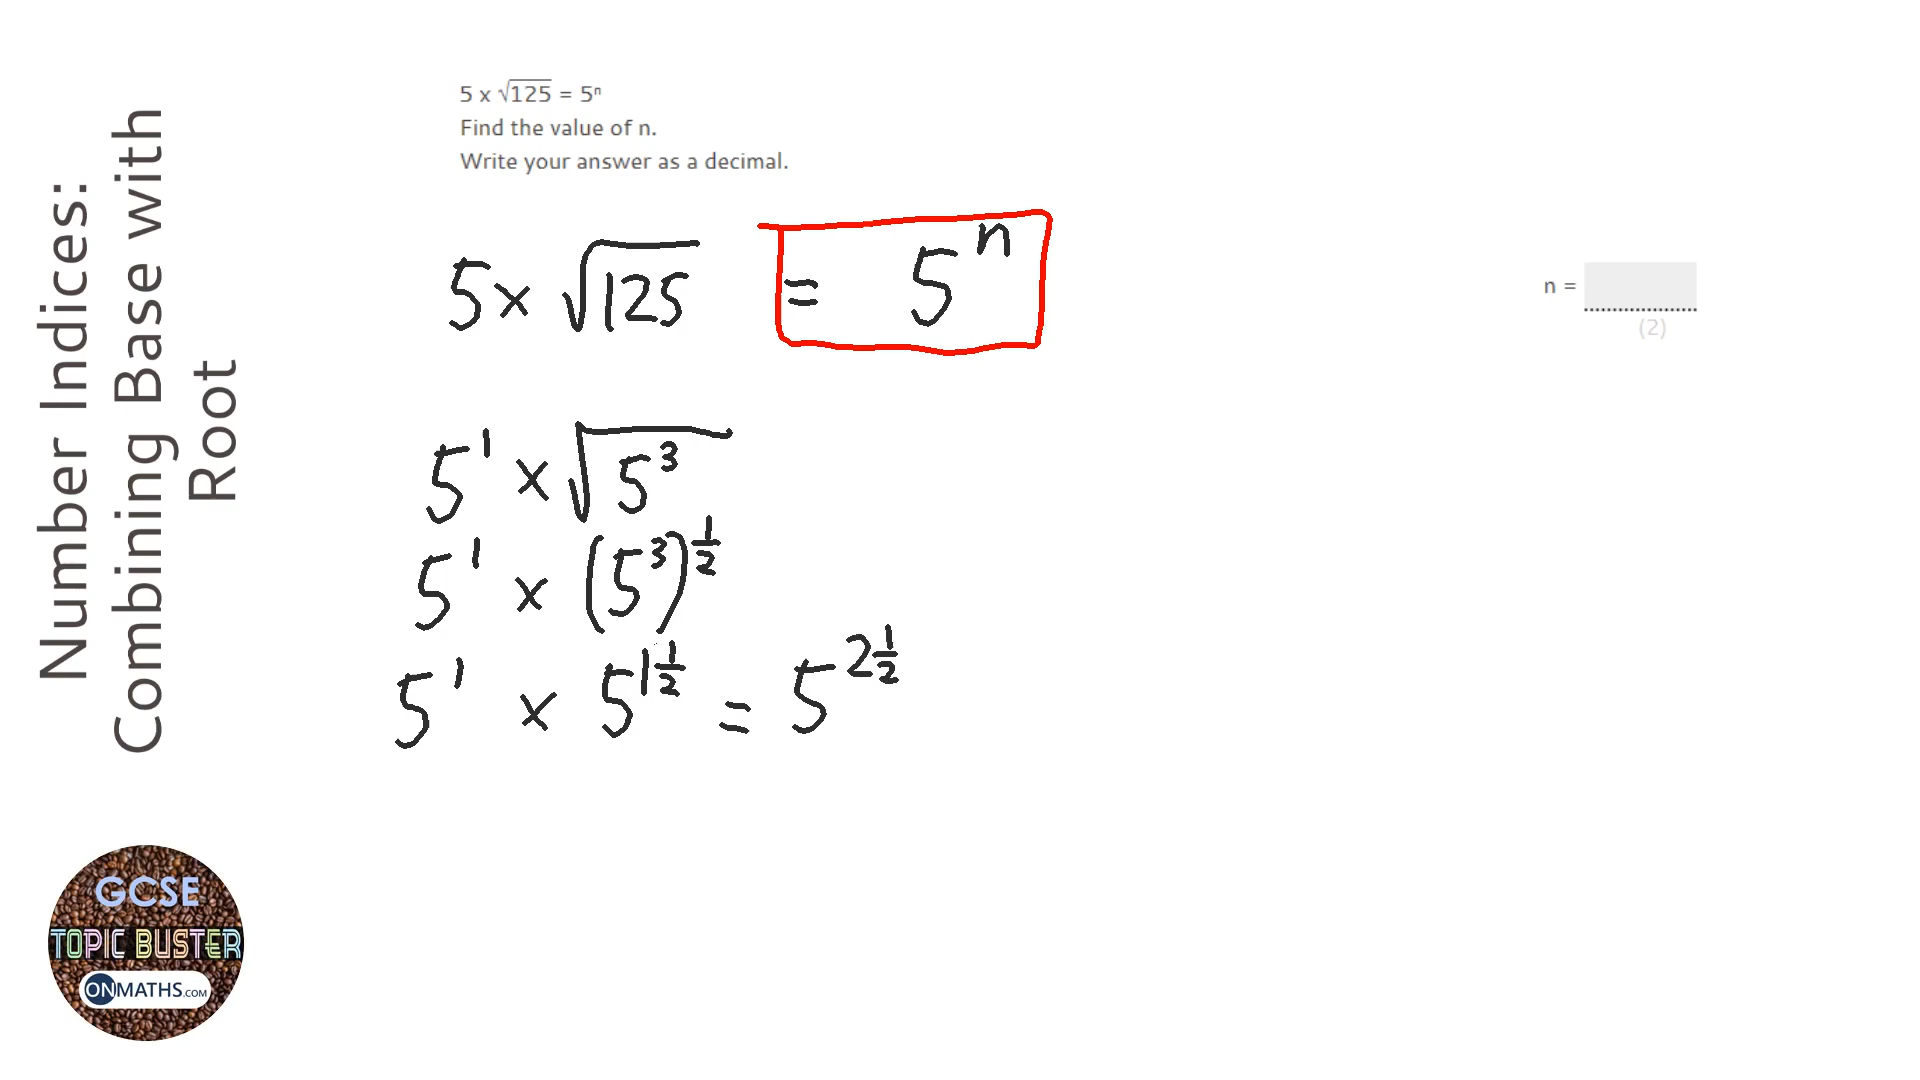 Number Indices:
Combining Base with
Root
5 x √125 = 5ⁿ
Find the value of n.
Write your answer as a decimal.
5 × √125 = 5ⁿ
n =
(2)
5¹ × √5³
5¹ × (5³)^½
5¹ × 5^1½ = 5^2½
GCSE
TOPIC BUSTER
ONMATHS.COM